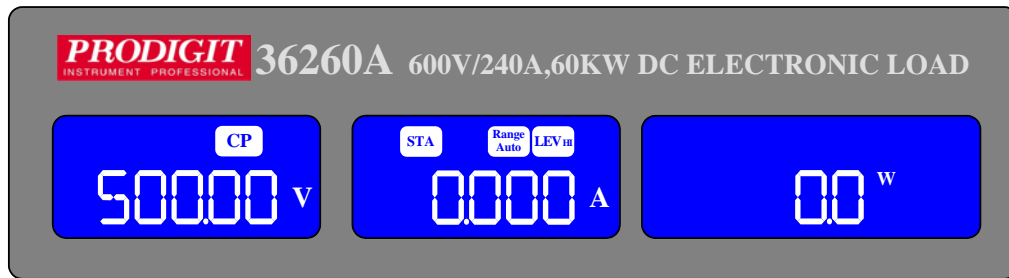 PRODIGIT
INSTRUMENT PROFESSIONAL
36260A 600V/240A,60KW DC ELECTRONIC LOAD
CP
500.00 V
STA Range Auto LEV HI
0.000 A
0.0 W